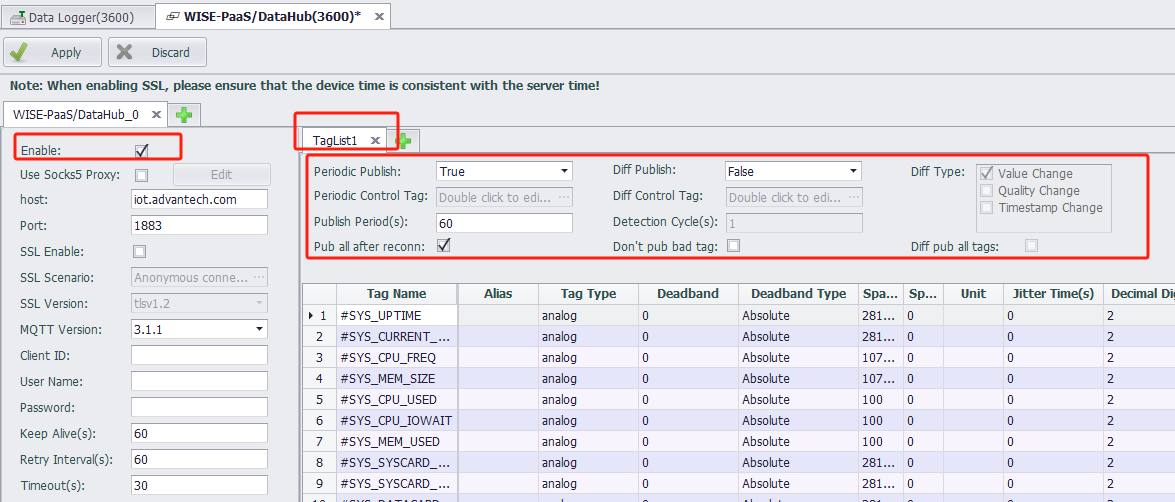 Data Logger(3600) WISE-PaaS/DataHub(3600)*
Apply Discard
Note: When enabling SSL, please ensure that the device time is consistent with the server time!
WISE-PaaS/DataHub_0
Enable:
Use Socks5 Proxy: Edit
host: iot.advantech.com
Port: 1883
SSL Enable:
SSL Scenario: Anonymous conne... ...
SSL Version: tlsv1.2
MQTT Version: 3.1.1
Client ID:
User Name:
Password:
Keep Alive(s): 60
Retry Interval(s): 60
Timeout(s): 30
TagList1
Periodic Publish: True Diff Publish: False Diff Type: Value Change
Quality Change
Timestamp Change
Periodic Control Tag: Double click to edi... ... Diff Control Tag: Double click to edi... ...
Publish Period(s): 60 Detection Cycle(s): 1
Pub all after reconn: Don't pub bad tag: Diff pub all tags:
Tag Name Alias Tag Type Deadband Deadband Type Spa... Sp... Unit Jitter Time(s) Decimal Di
1 #SYS_UPTIME analog 0 Absolute 281... 0 0 2
2 #SYS_CURRENT_... analog 0 Absolute 281... 0 0 2
3 #SYS_CPU_FREQ analog 0 Absolute 107... 0 0 2
4 #SYS_MEM_SIZE analog 0 Absolute 107... 0 0 2
5 #SYS_CPU_USED analog 0 Absolute 100 0 0 2
6 #SYS_CPU_IOWAIT analog 0 Absolute 100 0 0 2
7 #SYS_MEM_USED analog 0 Absolute 100 0 0 2
8 #SYS_SYSCARD_... analog 0 Absolute 281... 0 0 2
9 #SYS_SYSCARD_... analog 0 Absolute 281... 0 0 2